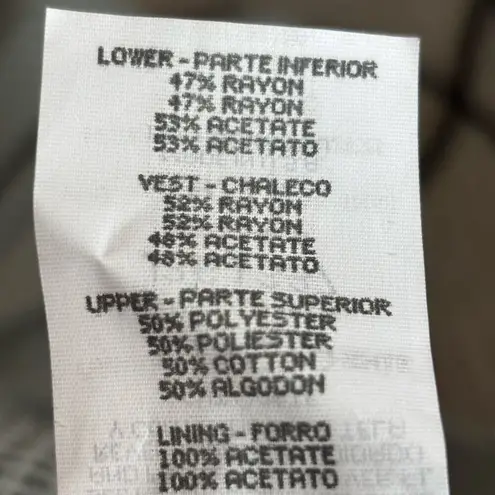 LOWER - PARTE INFERIOR
47% RAYON
47% RAYON
53% ACETATE
53% ACETATO
VEST - CHALECO
52% RAYON
52% RAYON
48% ACETATE
48% ACETATO
UPPER - PARTE SUPERIOR
50% POLYESTER
50% POLIESTER
50% COTTON
50% ALGODON
LINING - FORRO
100% ACETATE
100% ACETATO